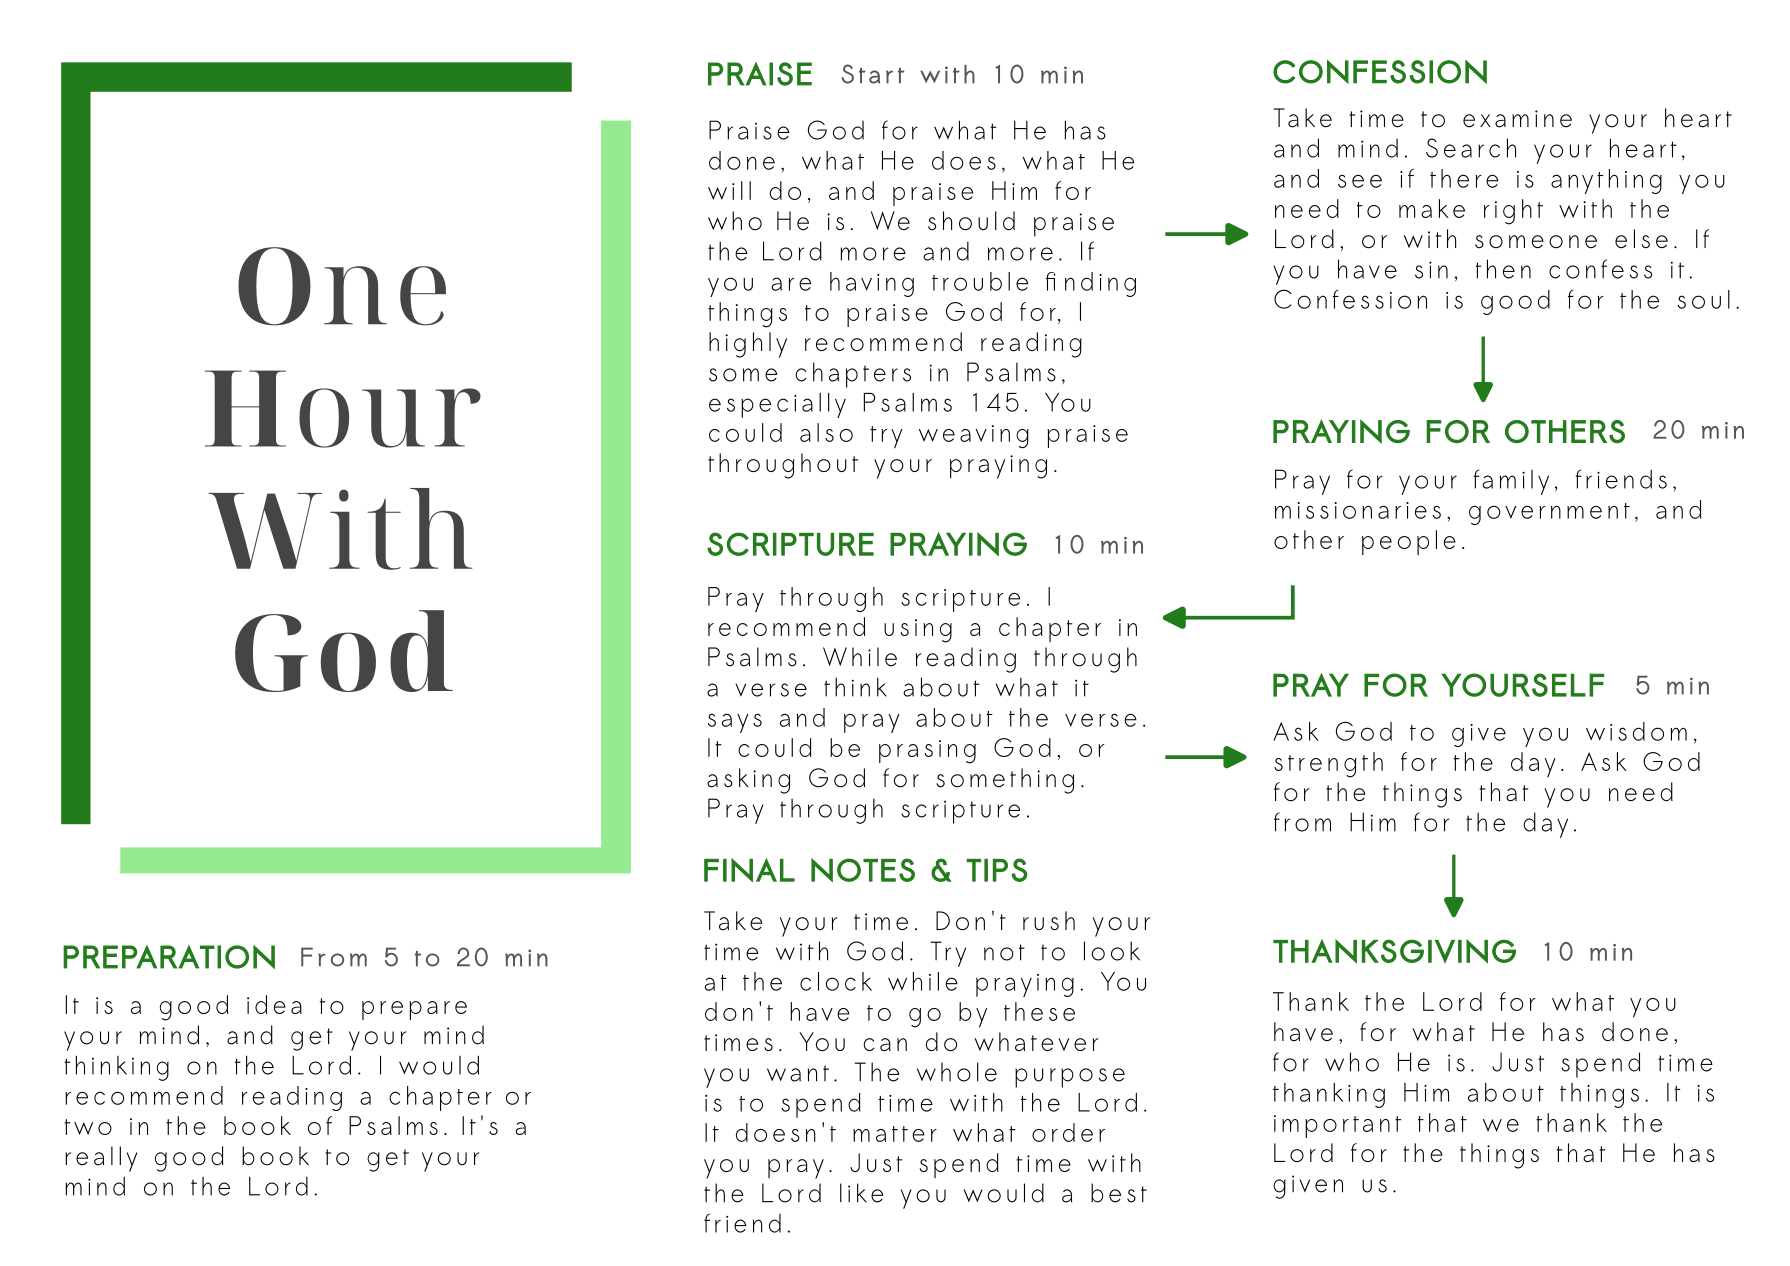 One
Hour
With
God
PREPARATION From 5 to 20 min
It is a good idea to prepare
your mind, and get your mind
thinking on the Lord. I would
recommend reading a chapter or
two in the book of Psalms. It's a
really good book to get your
mind on the Lord.
PRAISE Start with 10 min
Praise God for what He has
done, what He does, what He
will do, and praise Him for
who He is. We should praise
the Lord more and more. If
you are having trouble finding
things to praise God for, I
highly recommend reading
some chapters in Psalms,
especially Psalms 145. You
could also try weaving praise
throughout your praying.
CONFESSION
Take time to examine your heart
and mind. Search your heart,
and see if there is anything you
need to make right with the
Lord, or with someone else. If
you have sin, then confess it.
Confession is good for the soul.
PRAYING FOR OTHERS 20 min
Pray for your family, friends,
missionaries, government, and
other people.
SCRIPTURE PRAYING 10 min
Pray through scripture. I
recommend using a chapter in
Psalms. While reading through
a verse think about what it
says and pray about the verse.
It could be prasing God, or
asking God for something.
Pray through scripture.
PRAY FOR YOURSELF 5 min
Ask God to give you wisdom,
strength for the day. Ask God
for the things that you need
from Him for the day.
THANKSGIVING 10 min
Thank the Lord for what you
have, for what He has done,
for who He is. Just spend time
thanking Him about things. It is
important that we thank the
Lord for the things that He has
given us.
FINAL NOTES & TIPS
Take your time. Don't rush your
time with God. Try not to look
at the clock while praying. You
don't have to go by these
times. You can do whatever
you want. The whole purpose
is to spend time with the Lord.
It doesn't matter what order
you pray. Just spend time with
the Lord like you would a best
friend.